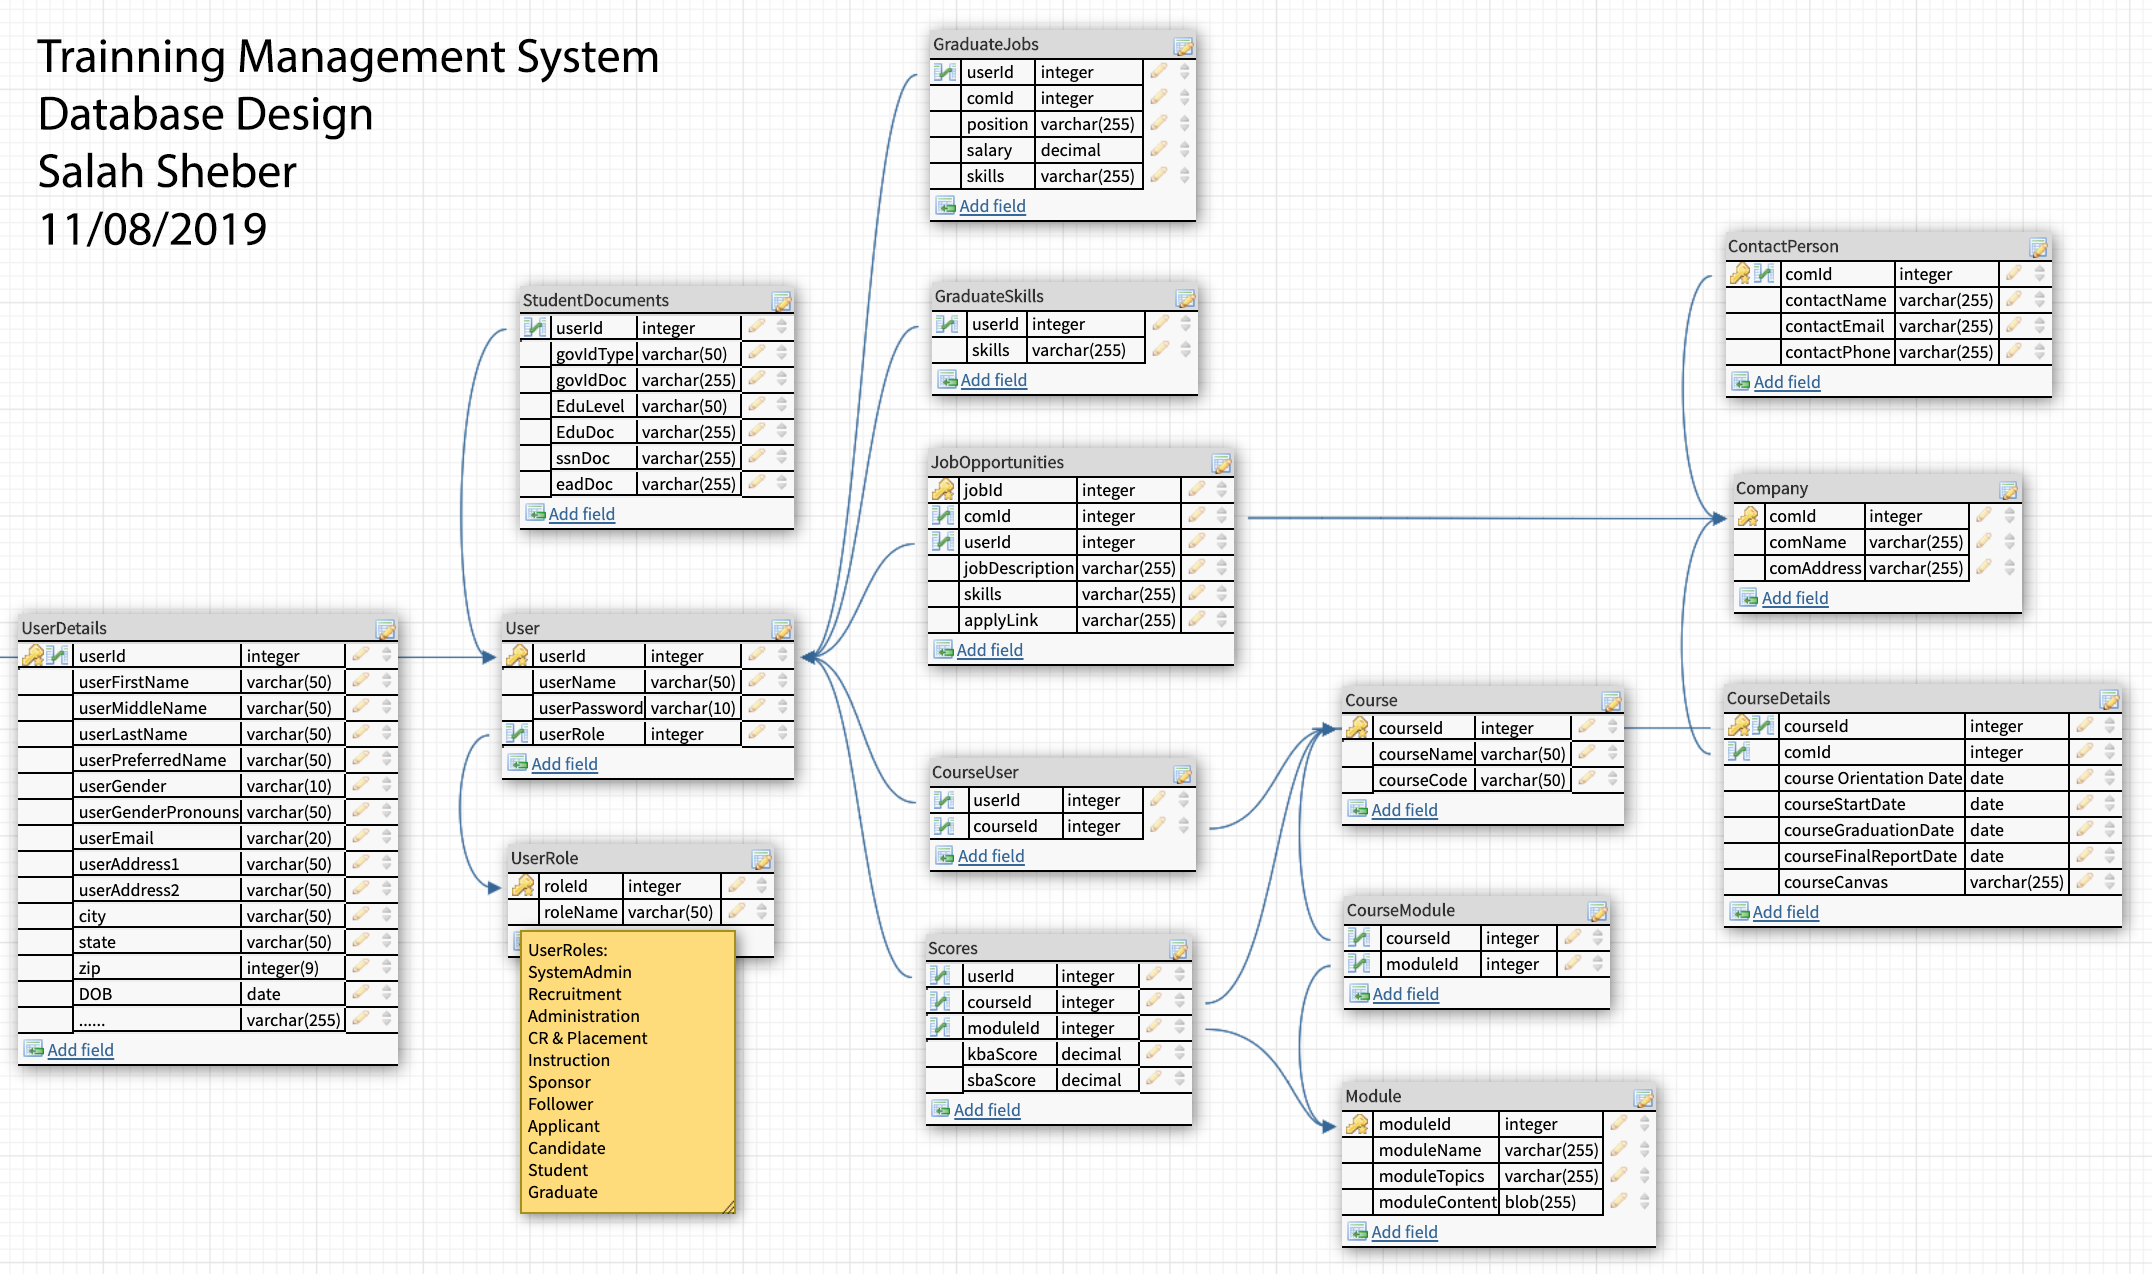 Trainning Management System
Database Design
Salah Sheber
11/08/2019
GraduateJobs
userId integer
comId integer
position varchar(255)
salary decimal
skills varchar(255)
Add field
StudentDocuments
userId integer
govIdType varchar(50)
govIdDoc varchar(255)
EduLevel varchar(50)
EduDoc varchar(255)
ssnDoc varchar(255)
eadDoc varchar(255)
Add field
GraduateSkills
userId integer
skills varchar(255)
Add field
ContactPerson
comId integer
contactName varchar(255)
contactEmail varchar(255)
contactPhone varchar(255)
Add field
JobOpportunities
jobId integer
comId integer
userId integer
jobDescription varchar(255)
skills varchar(255)
applyLink varchar(255)
Add field
Company
comId integer
comName varchar(255)
comAddress varchar(255)
Add field
UserDetails
userId integer
userFirstName varchar(50)
userMiddleName varchar(50)
userLastName varchar(50)
userPreferredName varchar(50)
userGender varchar(10)
userGenderPronouns varchar(50)
userEmail varchar(20)
userAddress1 varchar(50)
userAddress2 varchar(50)
city varchar(50)
state varchar(50)
zip integer(9)
DOB date
...... varchar(255)
Add field
User
userId integer
userName varchar(50)
userPassword varchar(10)
userRole integer
Add field
UserRole
roleId integer
roleName varchar(50)
UserRoles:
SystemAdmin
Recruitment
Administration
CR & Placement
Instruction
Sponsor
Follower
Applicant
Candidate
Student
Graduate
CourseUser
userId integer
courseId integer
Add field
Scores
userId integer
courseId integer
moduleId integer
kbaScore decimal
sbaScore decimal
Add field
Course
courseId integer
courseName varchar(50)
courseCode varchar(50)
Add field
CourseModule
courseId integer
moduleId integer
Add field
Module
moduleId integer
moduleName varchar(255)
moduleTopics varchar(255)
moduleContent blob(255)
Add field
CourseDetails
courseId integer
comId integer
course Orientation Date date
courseStartDate date
courseGraduationDate date
courseFinalReportDate date
courseCanvas varchar(255)
Add field